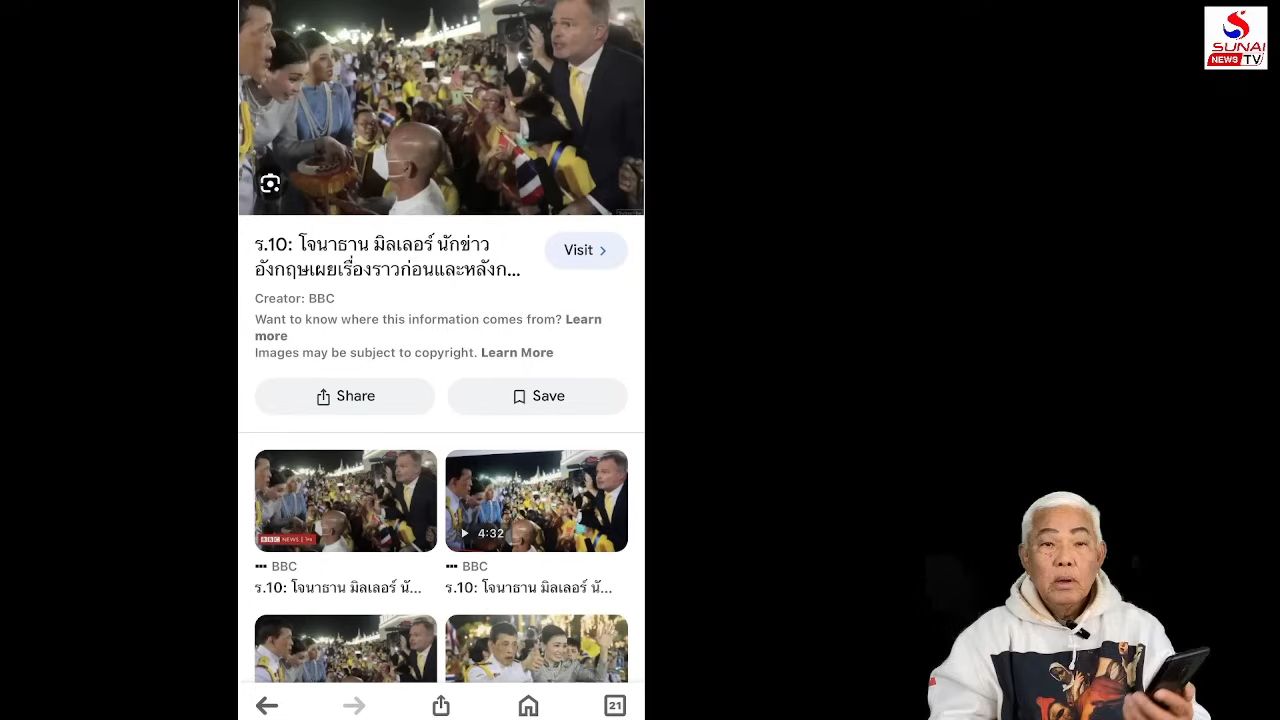 SUNAI
NEWS TV
ร.10: โจนาธาน มิลเลอร์ นักข่าว
อังกฤษเผยเรื่องราวก่อนและหลังก...
Visit
Creator: BBC
Want to know where this information comes from? Learn
more
Images may be subject to copyright. Learn More
Share
Save
BBC NEWS | ไทย
4:32
BBC
BBC
ร.10: โจนาธาน มิลเลอร์ นั...
ร.10: โจนาธาน มิลเลอร์ นั...
21